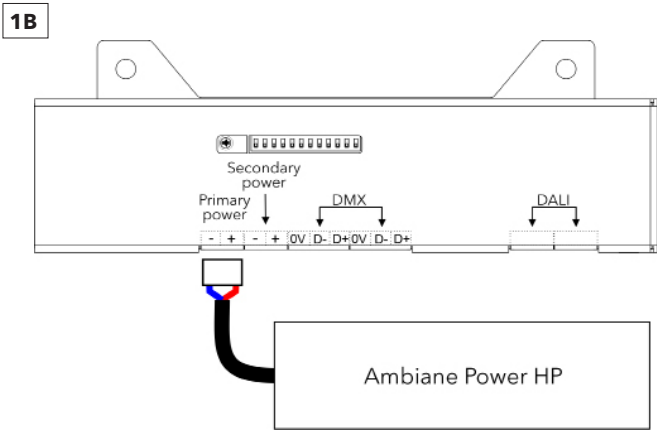 1B
Secondary
power
Primary
power
DMX
DALI
- + - + 0V D- D+ 0V D- D+
Ambiane Power HP